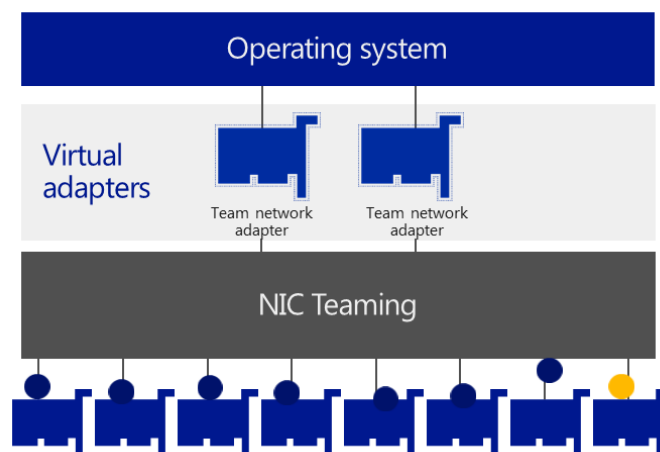 Operating system
Virtual
adapters
Team network
adapter
Team network
adapter
NIC Teaming